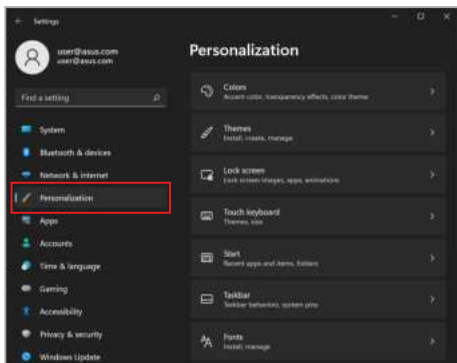 Settings
user@asus.com
user@asus.com
Find a setting
System
Bluetooth & devices
Network & internet
Personalization
Apps
Accounts
Time & language
Gaming
Accessibility
Privacy & security
Windows Update
Personalization
Colors
Accent color, transparency effects, color theme
Themes
Install, create, manage
Lock screen
Lock screen images, apps, animations
Touch keyboard
Themes, size
Start
Recent apps and items, folders
Taskbar
Taskbar behaviors, system pins
Fonts
Install, manage